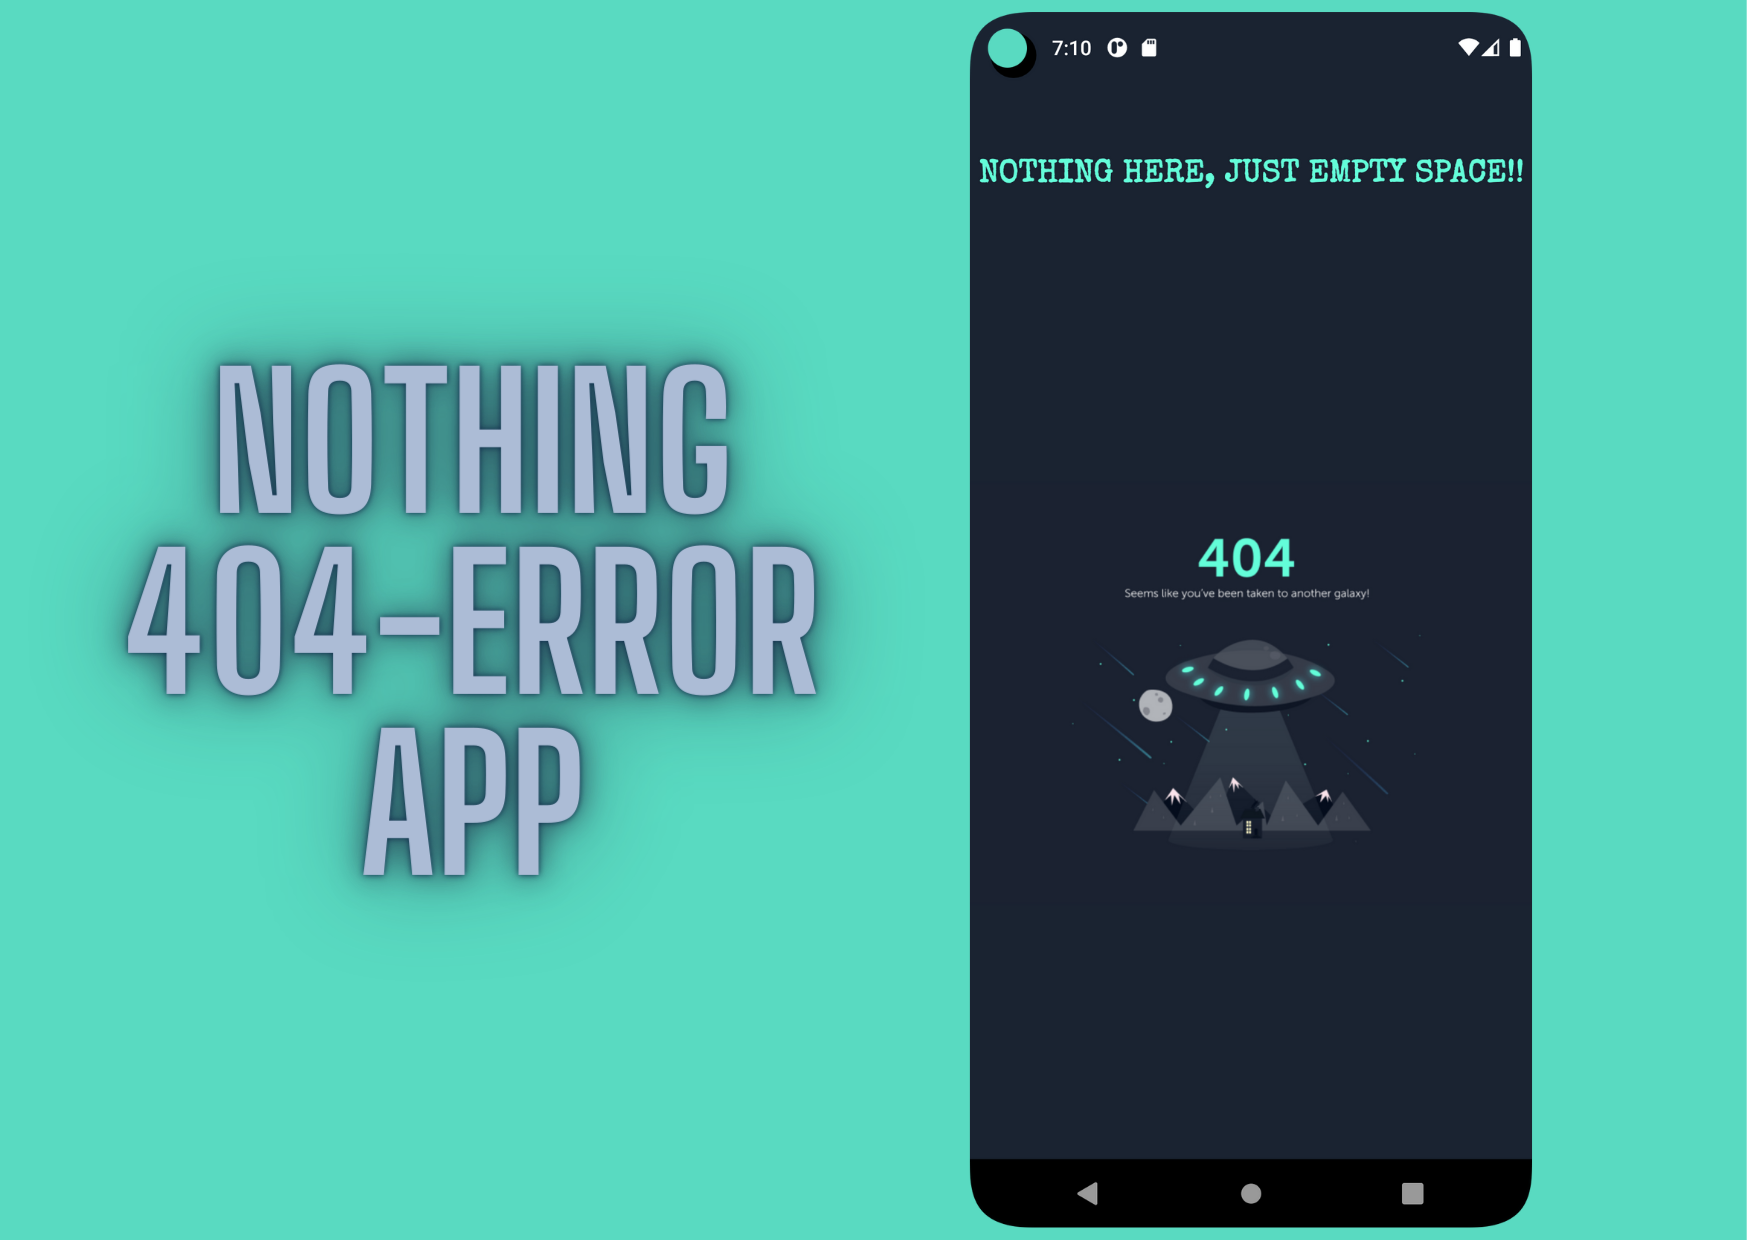 NOTHING
404-ERROR
APP
7:10
NOTHING HERE, JUST EMPTY SPACE!!
404
Seems like you've been taken to another galaxy!